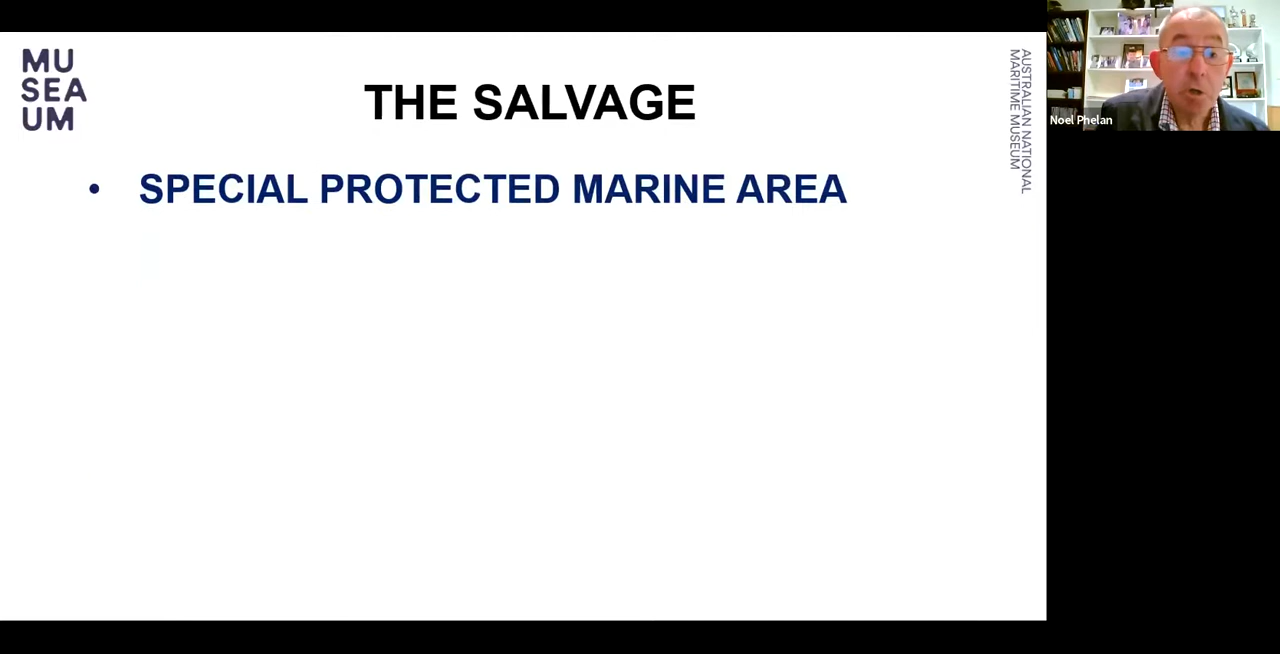 MU
SEA
UM
THE SALVAGE
AUSTRALIAN NATIONAL
MARITIME MUSEUM
Noel Phelan
• SPECIAL PROTECTED MARINE AREA